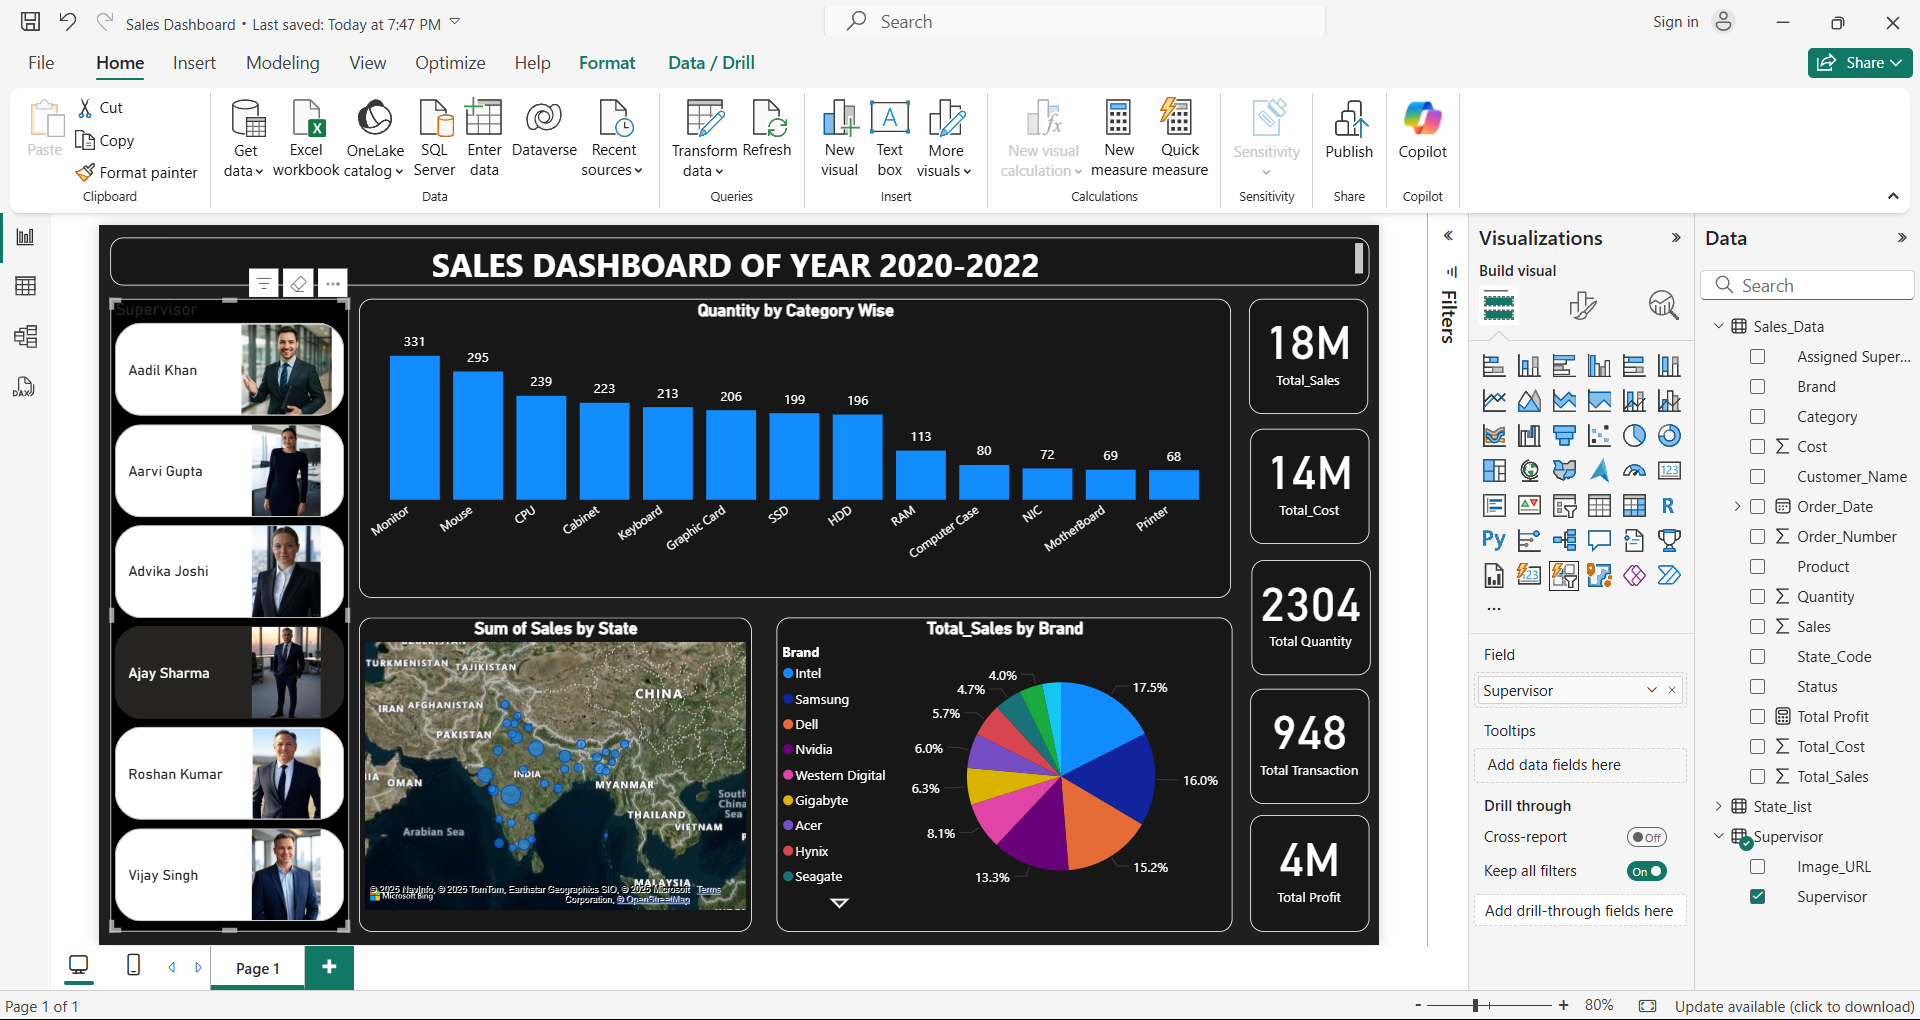 Sales Dashboard • Last saved: Today at 7:47 PM
Search
Sign in
File
Home
Insert
Modeling
View
Optimize
Help
Format
Data / Drill
Share
Paste
Cut
Copy
Format painter
Clipboard
Get data
Excel workbook
OneLake catalog
SQL Server
Enter data
Dataverse
Recent sources
Data
Transform data
Refresh
Queries
New visual
Text box
More visuals
Insert
New visual calculation
New measure
Quick measure
Calculations
Sensitivity
Sensitivity
Publish
Share
Copilot
Copilot
DAX
SALES DASHBOARD OF YEAR 2020-2022
Supervisor
Aadil Khan
Aarvi Gupta
Advika Joshi
Ajay Sharma
Roshan Kumar
Vijay Singh
Quantity by Category Wise
331
295
239
223
213
206
199
196
113
80
72
69
68
Monitor
Mouse
CPU
Cabinet
Keyboard
Graphic Card
SSD
HDD
RAM
Computer Case
NIC
MotherBoard
Printer
18M
Total_Sales
14M
Total_Cost
2304
Total Quantity
948
Total Transaction
4M
Total Profit
Sum of Sales by State
TURKMENISTAN
TAJIKISTAN
CHINA
IRAN
AFGHANISTAN
PAKISTAN
OMAN
INDIA
MYANMAR
South China Sea
THAILAND
VIETNAM
Arabian Sea
MALAYSIA
© 2025 NavInfo, © 2025 TomTom, Earthstar Geographics SIO, © 2025 Microsoft Corporation, © OpenStreetMap
Terms
Microsoft Bing
Total_Sales by Brand
Brand
Intel
Samsung
Dell
Nvidia
Western Digital
Gigabyte
Acer
Hynix
Seagate
17.5%
16.0%
15.2%
13.3%
8.1%
6.3%
6.0%
5.7%
4.7%
4.0%
Filters
Visualizations
Build visual
123
R
Py
123
...
Field
Supervisor
Tooltips
Add data fields here
Drill through
Cross-report
Off
Keep all filters
On
Add drill-through fields here
Data
Search
Sales_Data
Assigned Super...
Brand
Category
Cost
Customer_Name
Order_Date
Order_Number
Product
Quantity
Sales
State_Code
Status
Total Profit
Total_Cost
Total_Sales
State_list
Supervisor
Image_URL
Supervisor
Page 1
Page 1 of 1
80%
Update available (click to download)